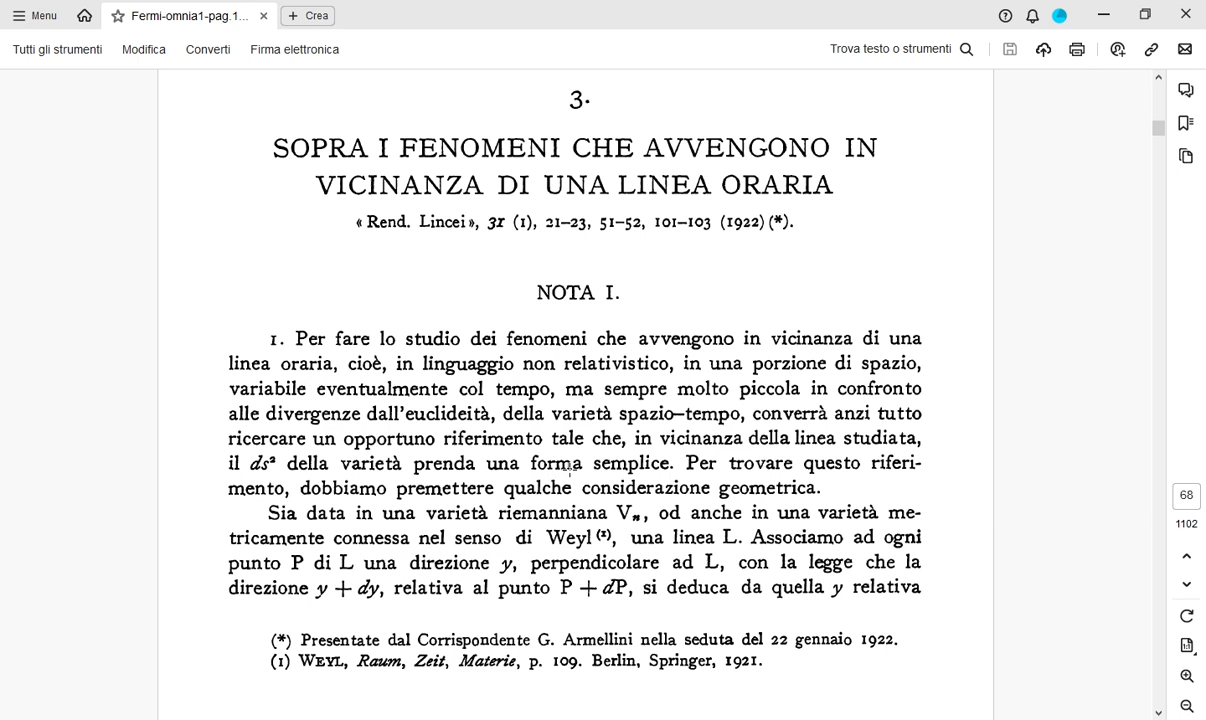 Menu
Fermi-omnia1-pag.1...
Crea
Tutti gli strumenti
Modifica
Converti
Firma elettronica
Trova testo o strumenti
3.
SOPRA I FENOMENI CHE AVVENGONO IN
VICINANZA DI UNA LINEA ORARIA
« Rend. Lincei », 31 (1), 21–23, 51–52, 101–103 (1922) (*).
NOTA I.
1. Per fare lo studio dei fenomeni che avvengono in vicinanza di una
linea oraria, cioè, in linguaggio non relativistico, in una porzione di spazio,
variabile eventualmente col tempo, ma sempre molto piccola in confronto
alle divergenze dall'euclideità, della varietà spazio–tempo, converrà anzi tutto
ricercare un opportuno riferimento tale che, in vicinanza della linea studiata,
il ds² della varietà prenda una forma semplice. Per trovare questo riferi-
mento, dobbiamo premettere qualche considerazione geometrica.
Sia data in una varietà riemanniana Vₙ, od anche in una varietà me-
tricamente connessa nel senso di Weyl (1), una linea L. Associamo ad ogni
punto P di L una direzione y, perpendicolare ad L, con la legge che la
direzione y + dy, relativa al punto P + dP, si deduca da quella y relativa
(*) Presentate dal Corrispondente G. Armellini nella seduta del 22 gennaio 1922.
(1) WEYL, Raum, Zeit, Materie, p. 109. Berlin, Springer, 1921.
68
1102